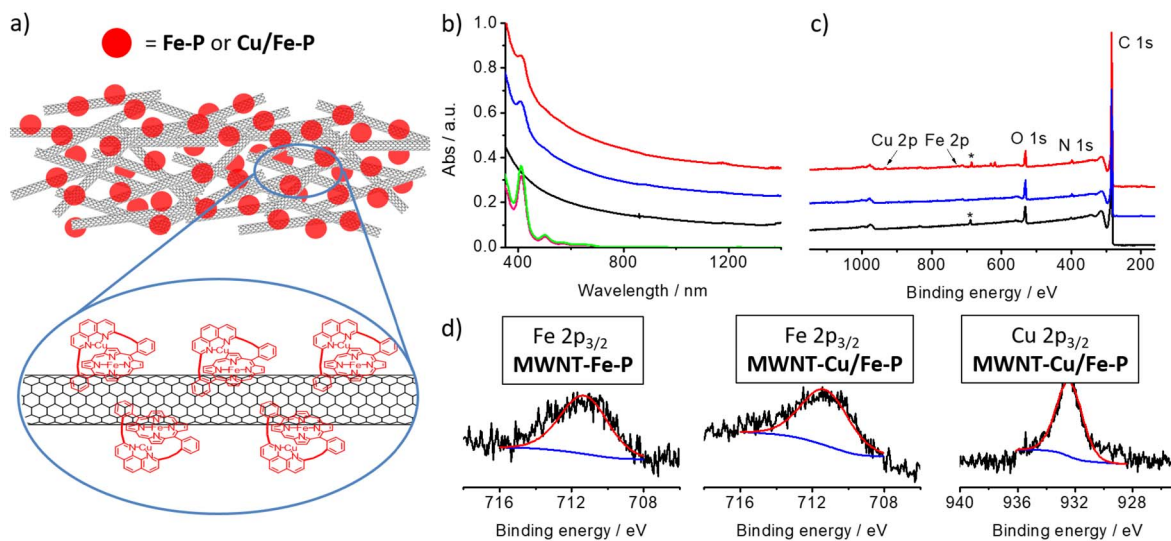 a)
= Fe-P or Cu/Fe-P
b)
Abs / a.u.
1.0
0.8
0.6
0.4
0.2
0.0
400
800
1200
Wavelength / nm
c)
C 1s
Cu 2p
Fe 2p
*
O 1s
N 1s
*
1000
800
600
400
200
Binding energy / eV
d)
Fe 2p3/2
MWNT-Fe-P
716
712
708
Binding energy / eV
Fe 2p3/2
MWNT-Cu/Fe-P
716
712
708
Binding energy / eV
Cu 2p3/2
MWNT-Cu/Fe-P
940
936
932
928
Binding energy / eV